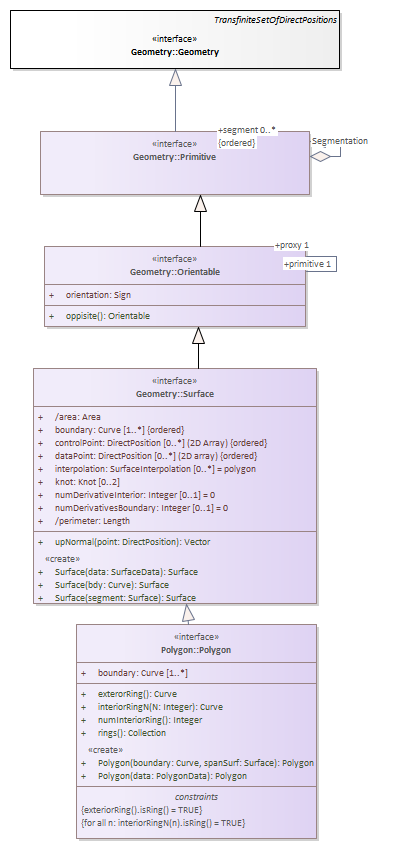 TransfiniteSetOfDirectPositions
«interface»
Geometry::Geometry
+segment 0..*
{ordered}
Segmentation
«interface»
Geometry::Primitive
+proxy 1
+primitive 1
«interface»
Geometry::Orientable
+ orientation: Sign
+ oppisite(): Orientable
«interface»
Geometry::Surface
+ /area: Area
+ boundary: Curve [1..*] {ordered}
+ controlPoint: DirectPosition [0..*] (2D Array) {ordered}
+ dataPoint: DirectPosition [0..*] (2D array) {ordered}
+ interpolation: SurfaceInterpolation [0..*] = polygon
+ knot: Knot [0..2]
+ numDerivativeInterior: Integer [0..1] = 0
+ numDerivativesBoundary: Integer [0..1] = 0
+ /perimeter: Length
+ upNormal(point: DirectPosition): Vector
«create»
+ Surface(data: SurfaceData): Surface
+ Surface(bdy: Curve): Surface
+ Surface(segment: Surface): Surface
«interface»
Polygon::Polygon
+ boundary: Curve [1..*]
+ exterorRing(): Curve
+ interiorRingN(N: Integer): Curve
+ numInteriorRing(): Integer
+ rings(): Collection
«create»
+ Polygon(boundary: Curve, spanSurf: Surface): Polygon
+ Polygon(data: PolygonData): Polygon
constraints
{exteriorRing().isRing() = TRUE}
{for all n: interiorRingN(n).isRing() = TRUE}